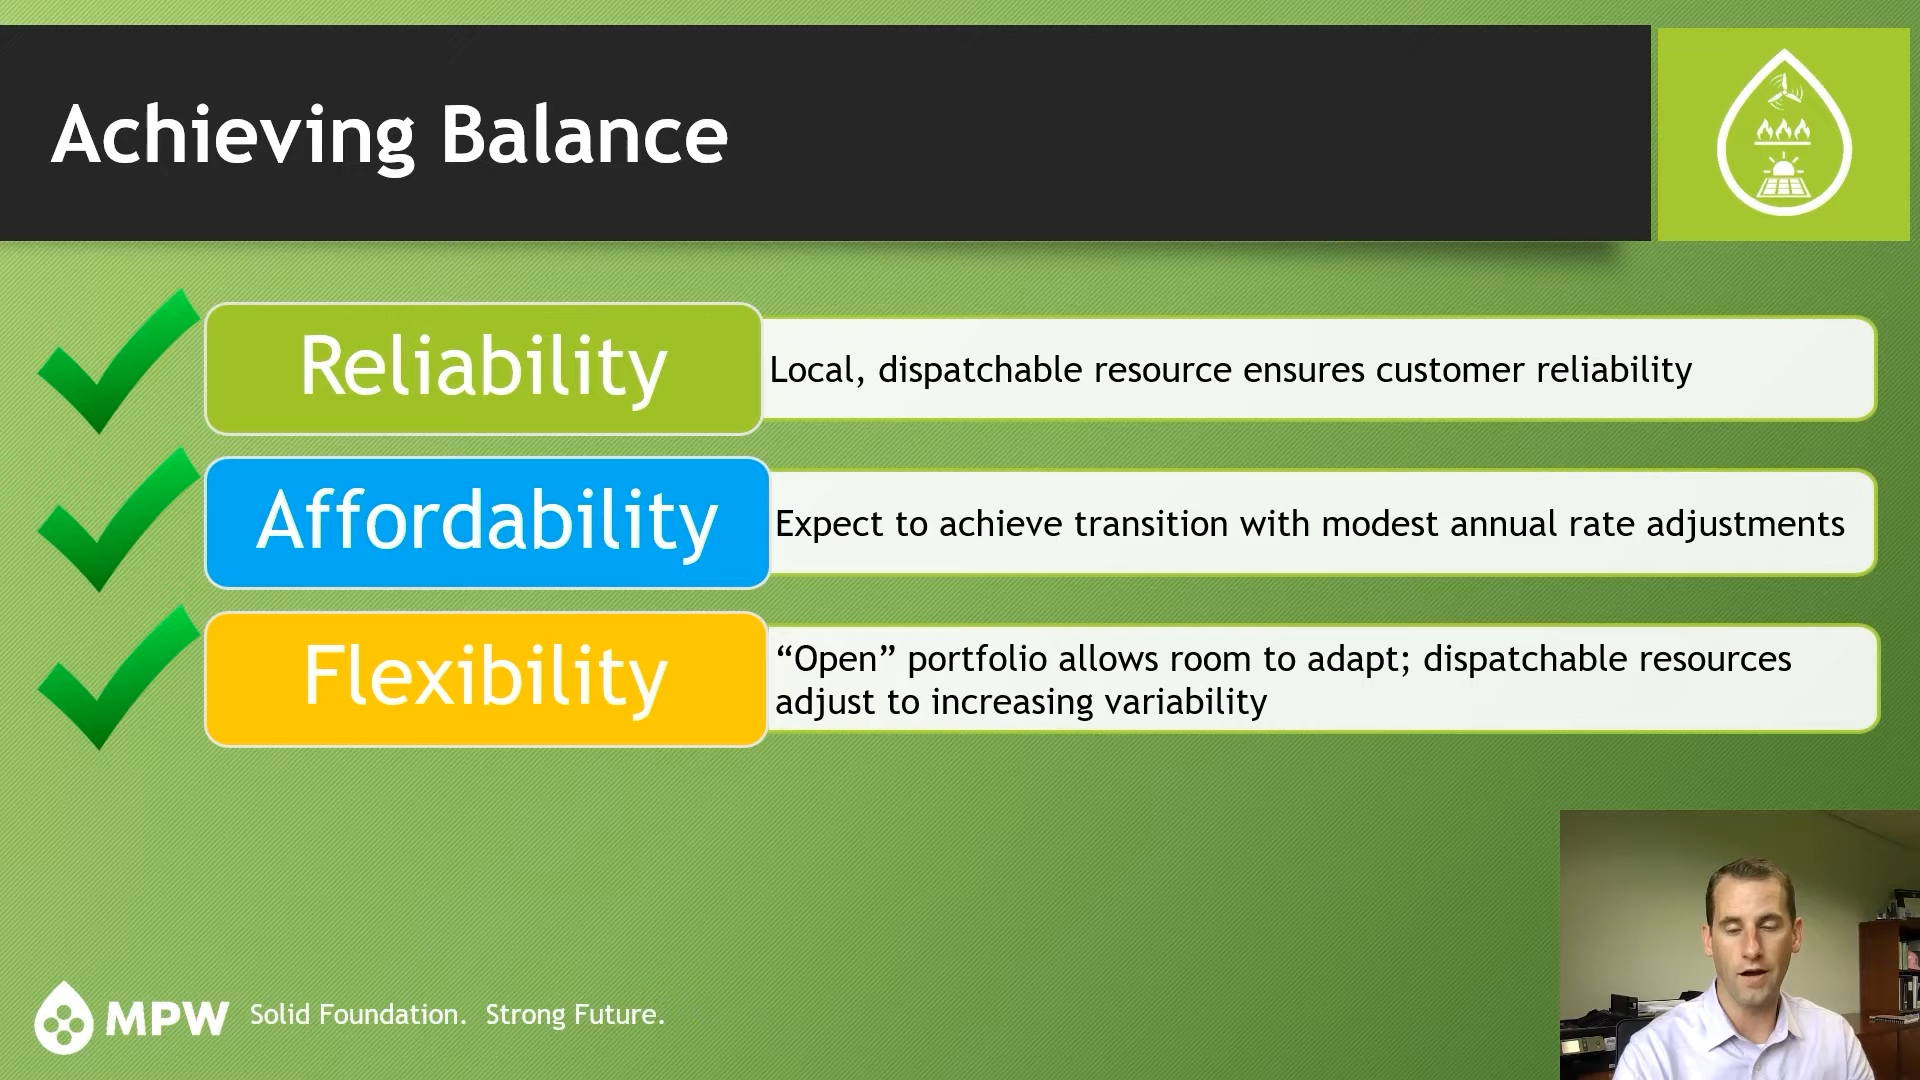 Achieving Balance
Reliability
Local, dispatchable resource ensures customer reliability
Affordability
Expect to achieve transition with modest annual rate adjustments
Flexibility
“Open” portfolio allows room to adapt; dispatchable resources
adjust to increasing variability
MPW
Solid Foundation.  Strong Future.